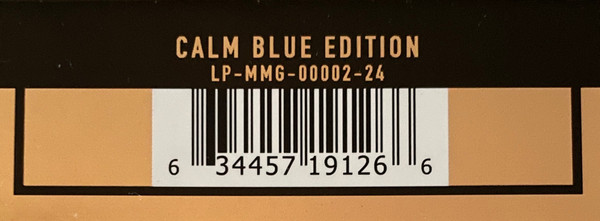 CALM BLUE EDITION
LP-MMG-00002-24
6 34457 19126 6